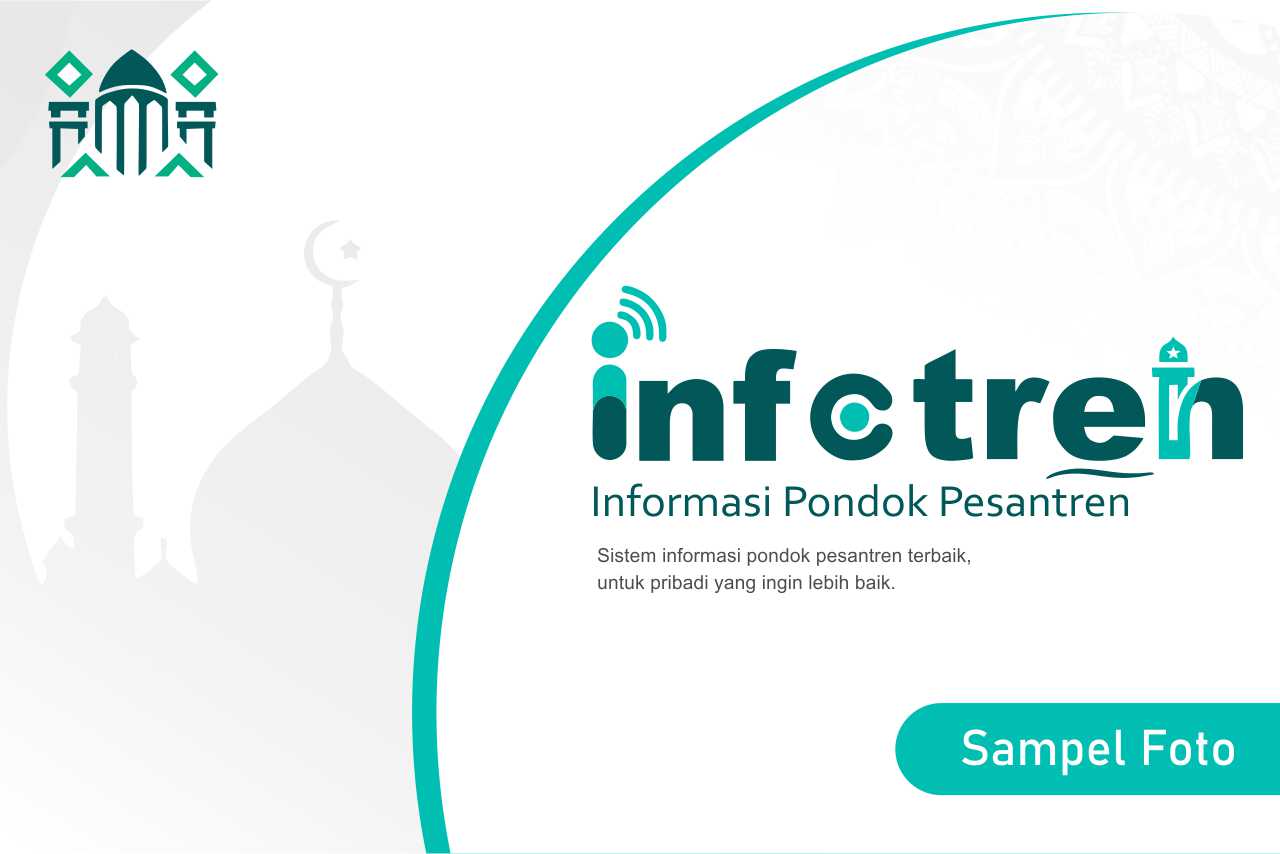 infotren
Informasi Pondok Pesantren
Sistem informasi pondok pesantren terbaik,
untuk pribadi yang ingin lebih baik.
Sampel Foto